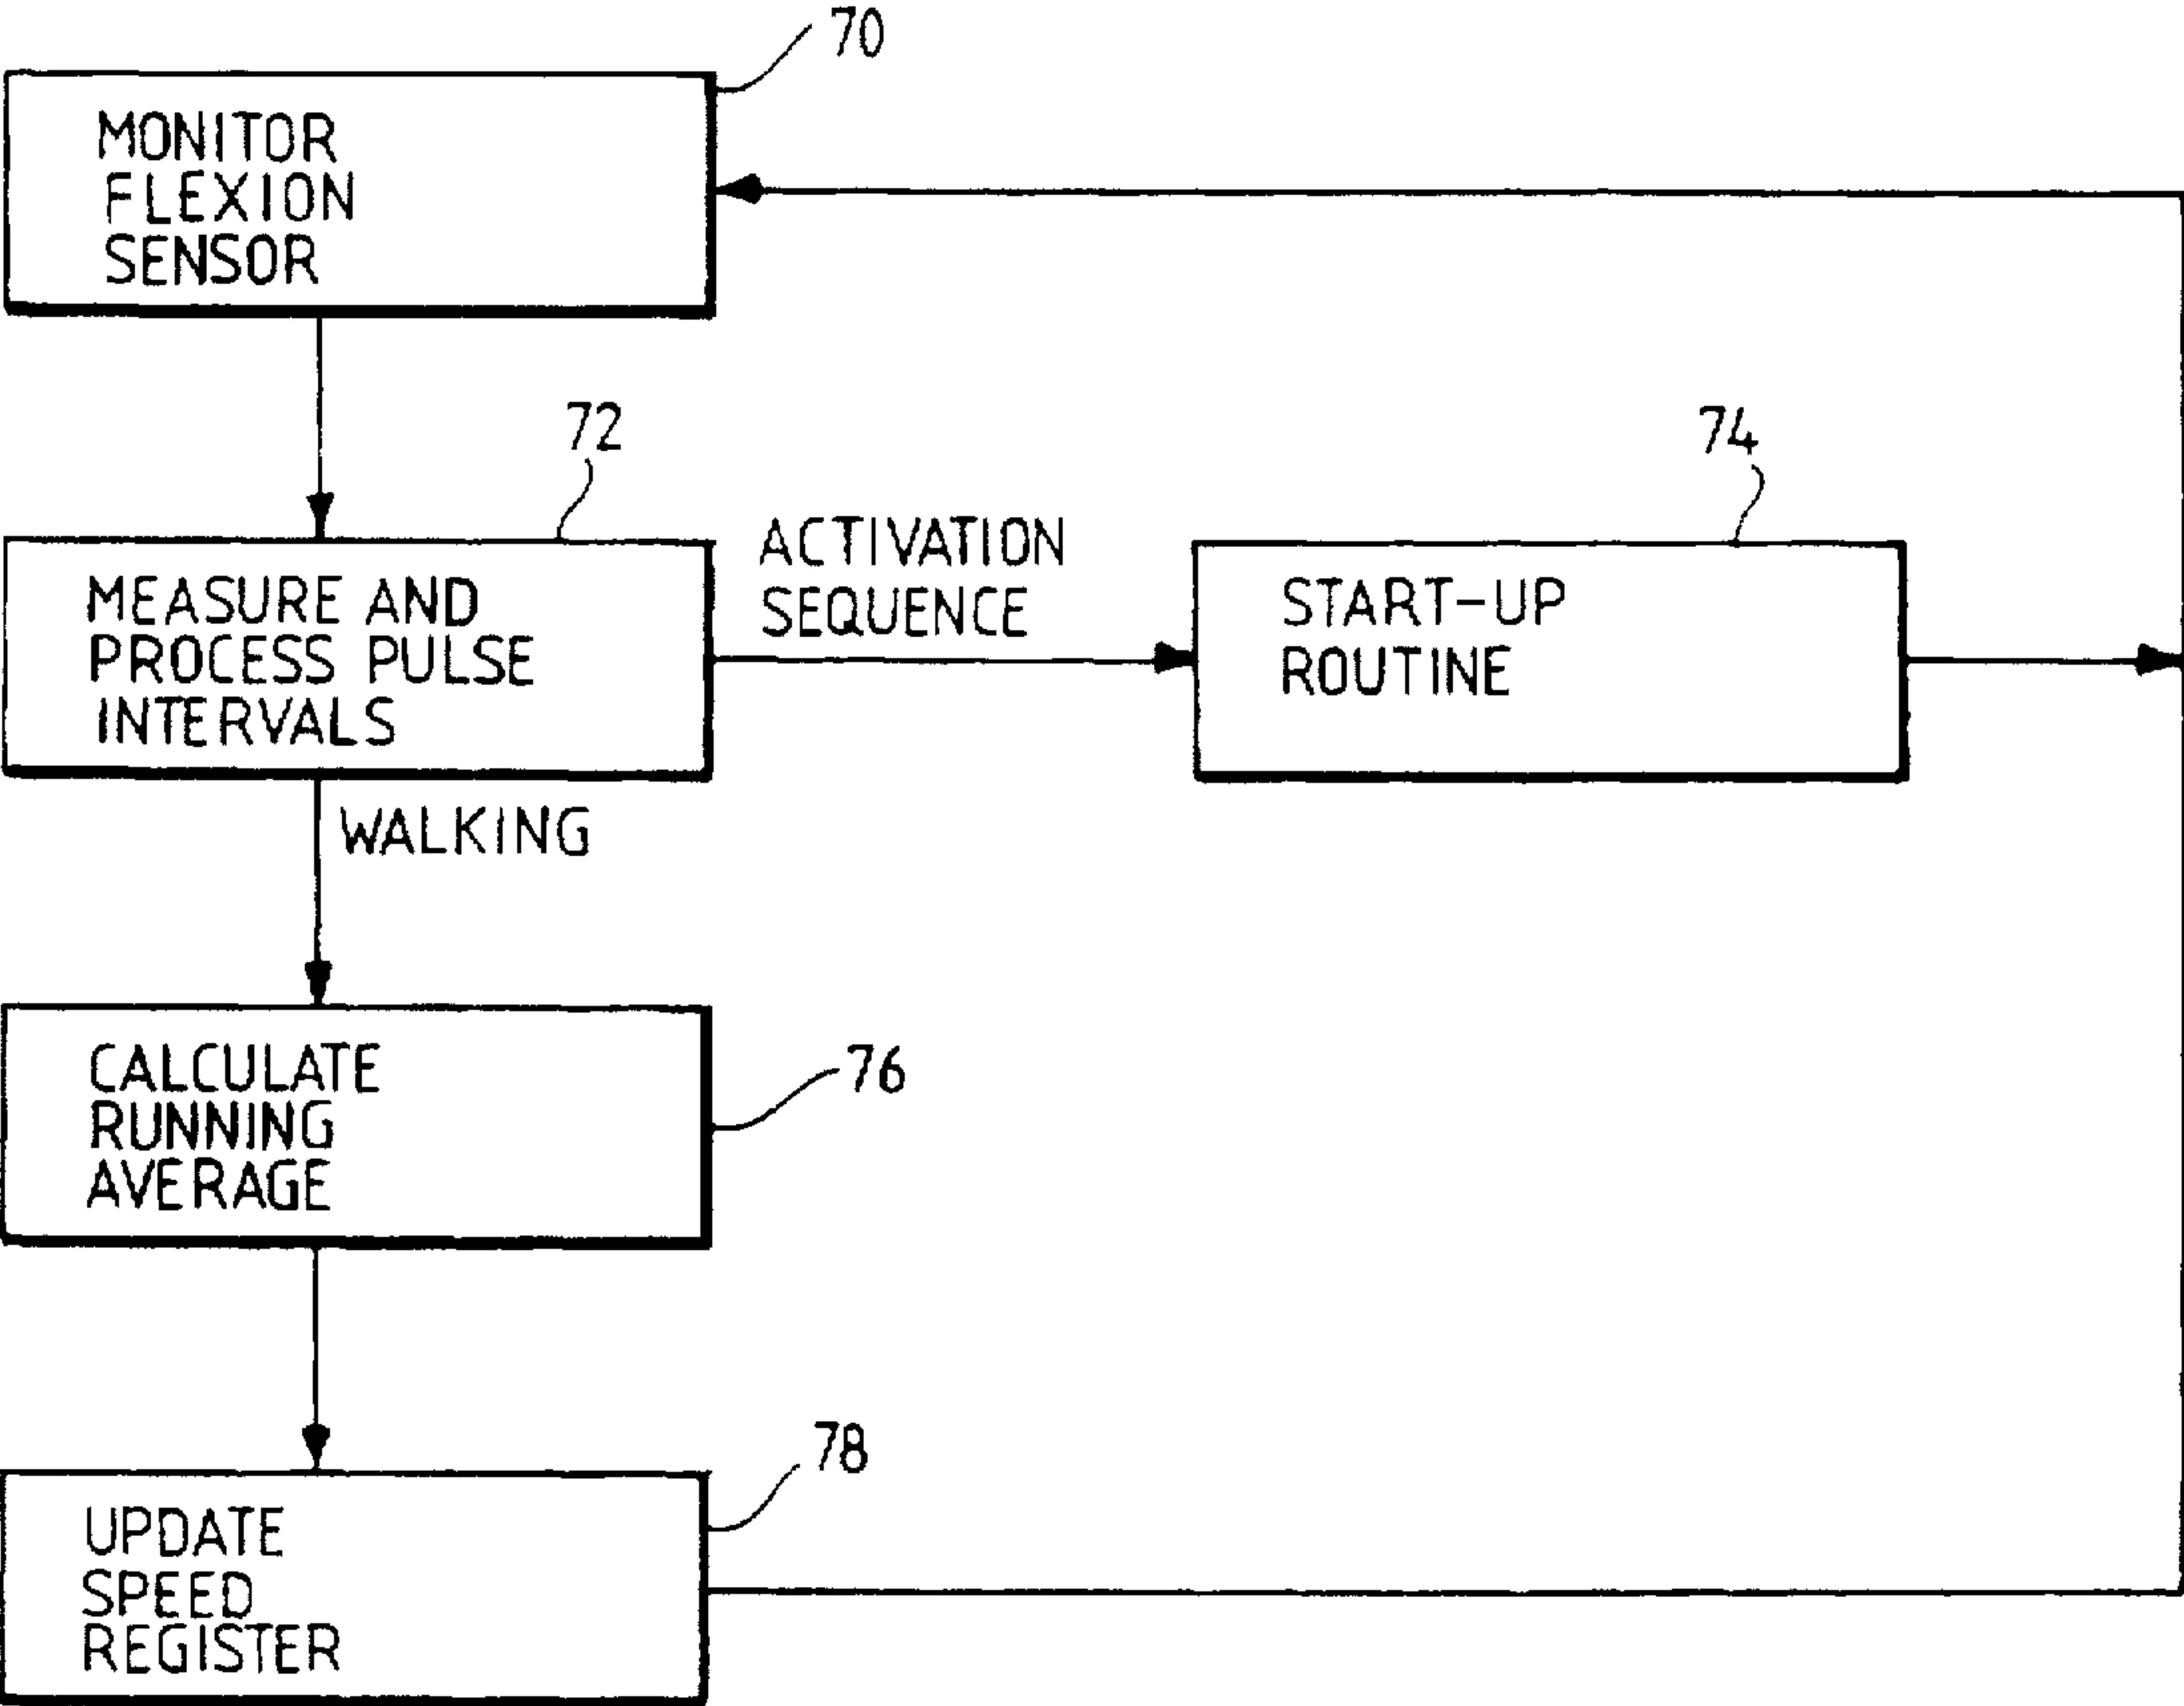 70
MONITOR
FLEXION
SENSOR
72
74
MEASURE AND
PROCESS PULSE
INTERVALS
ACTIVATION
SEQUENCE
START-UP
ROUTINE
WALKING
CALCULATE
RUNNING
AVERAGE
76
78
UPDATE
SPEED
REGISTER